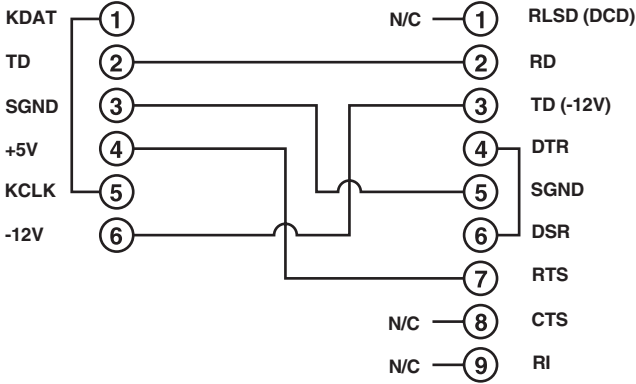 KDAT 1 N/C 1 RLSD (DCD)
TD 2 2 RD
SGND 3 3 TD (-12V)
+5V 4 4 DTR
KCLK 5 5 SGND
-12V 6 6 DSR
7 RTS
N/C 8 CTS
N/C 9 RI